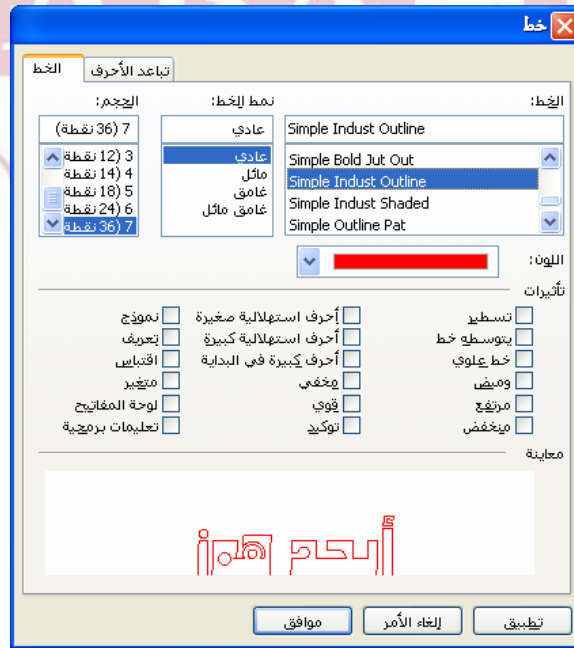 خط
الخط تباعد الأحرف
الخط: نمط الخط: الحجم:
Simple Indust Outline عادي 7 (36 نقطة)
Simple Bold Jut Out عادي 3 (12 نقطة)
Simple Indust Outline مائل 4 (14 نقطة)
Simple Indust Shaded غامق 5 (18 نقطة)
Simple Outline Pat غامق مائل 6 (24 نقطة)
7 (36 نقطة)
اللون:
تأثيرات
تسطير أحرف استهلالية صغيرة نموذج
يتوسطه خط أحرف استهلالية كبيرة تعريف
خط علوي أحرف كبيرة في البداية اقتباس
وميض مخفي متغير
مرتفع قوي لوحة المفاتيح
منخفض توكيد تعليمات برمجية
معاينة
أبجد هوز
تطبيق إلغاء الأمر موافق